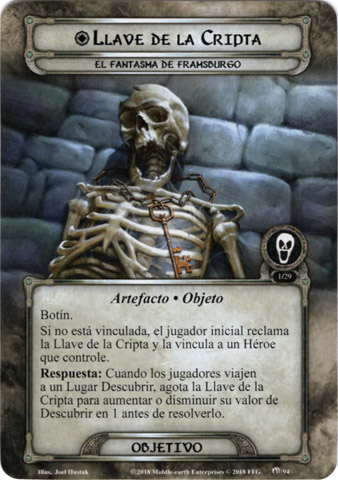 Llave de la Cripta
El Fantasma de Framsburgo
1/29
Artefacto • Objeto
Botín.
Si no está vinculada, el jugador inicial reclama
la Llave de la Cripta y la vincula a un Héroe
que controle.
Respuesta: Cuando los jugadores viajen
a un Lugar Descubrir, agota la Llave de la
Cripta para aumentar o disminuir su valor de
Descubrir en 1 antes de resolverlo.
OBJETIVO
Illus. Joel Hustak © 2018 Middle-earth Enterprises © 2018 FFG 94